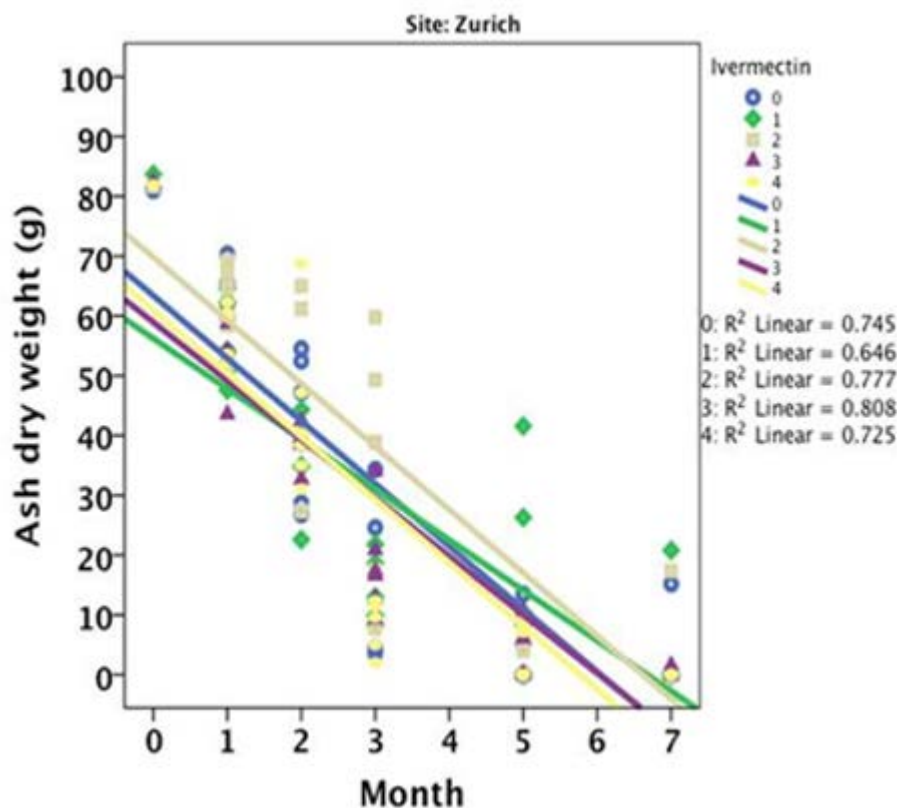 Site: Zurich
Ivermectin
0
1
2
3
4
0
1
2
3
4
0: R² Linear = 0.745
1: R² Linear = 0.646
2: R² Linear = 0.777
3: R² Linear = 0.808
4: R² Linear = 0.725
Ash dry weight (g)
100
90
80
70
60
50
40
30
20
10
0
0 1 2 3 4 5 6 7
Month